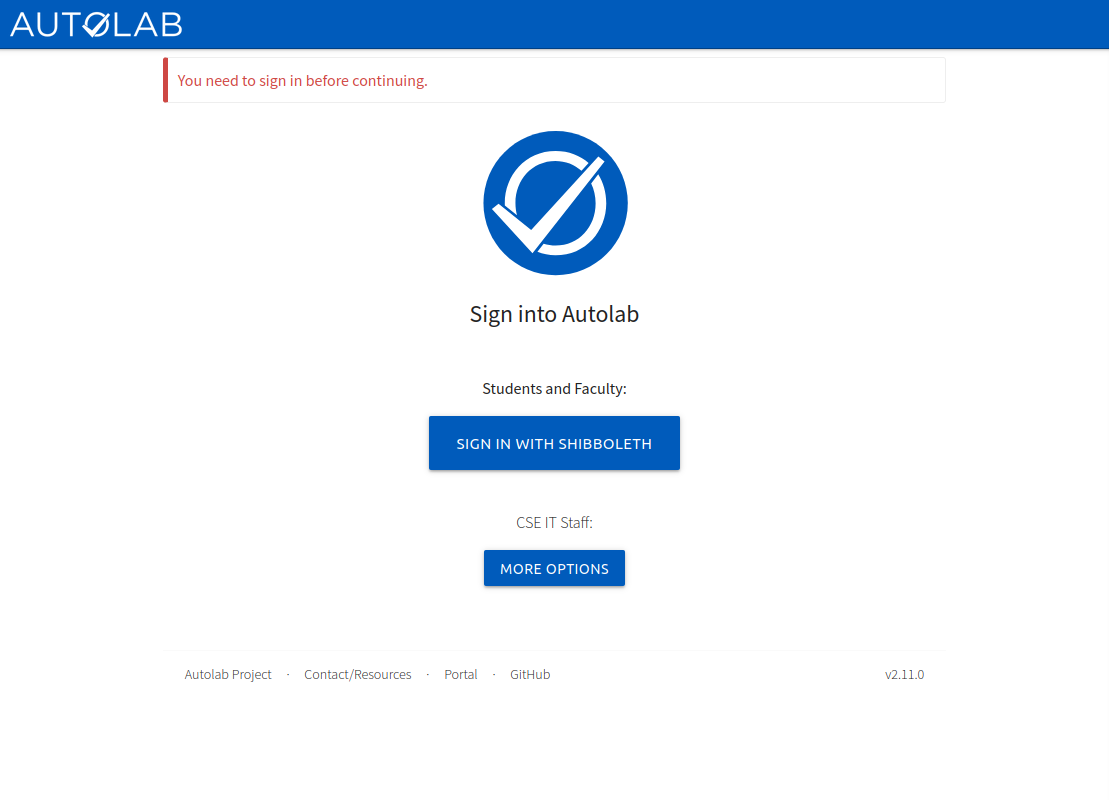 AUTOLAB
You need to sign in before continuing.
Sign into Autolab
Students and Faculty:
SIGN IN WITH SHIBBOLETH
CSE IT Staff:
MORE OPTIONS
Autolab Project · Contact/Resources · Portal · GitHub v2.11.0